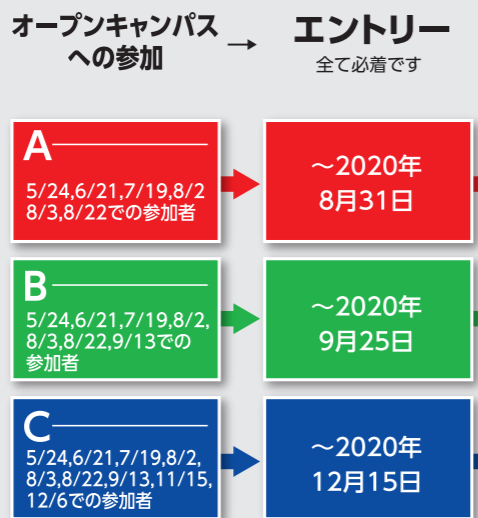 オープンキャンパス
への参加
→
エントリー
全て必着です
A
5/24,6/21,7/19,8/2
8/3,8/22での参加者
～2020年
8月31日
B
5/24,6/21,7/19,8/2,
8/3,8/22,9/13での
参加者
～2020年
9月25日
C
5/24,6/21,7/19,8/2,
8/3,8/22,9/13,11/15,
12/6での参加者
～2020年
12月15日